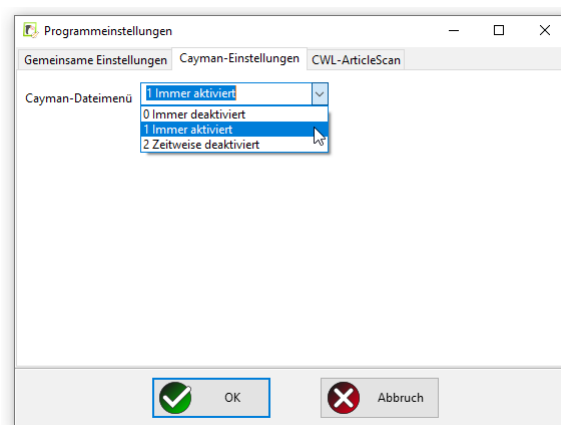 Programmeinstellungen
Gemeinsame Einstellungen Cayman-Einstellungen CWL-ArticleScan
Cayman-Dateimenü 1 Immer aktiviert
0 Immer deaktiviert
1 Immer aktiviert
2 Zeitweise deaktiviert
OK Abbruch